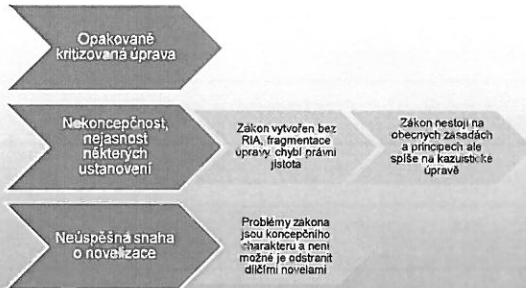 Opakovaně
kritizovaná úprava
Nekoncepčnost,
nejasnost
některých
ustanovení
Zákon vytvořen bez
RIA, fragmentace
úpravy, chybí právní
jistota
Zákon nestojí na
obecných zásadách
a principech ale
spíše na kazuistické
úpravě
Neúspěšná snaha
o novelizace
Problémy zákona
jsou koncepčního
charakteru a není
možné je odstranit
dílčími novelami